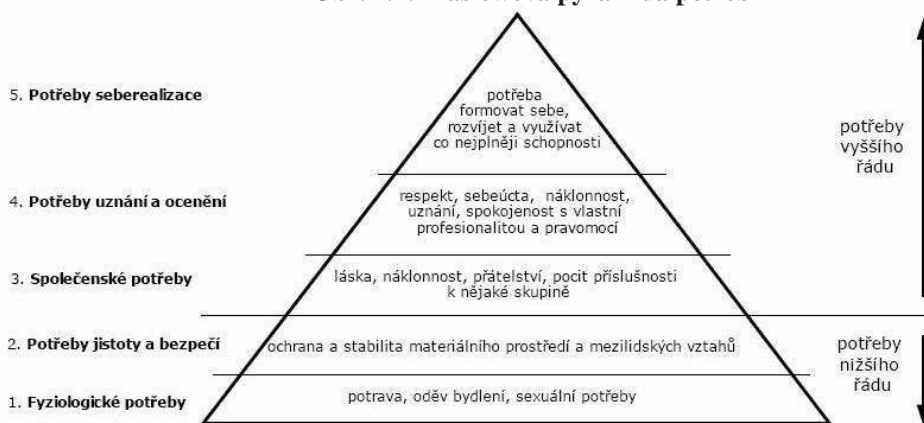 5. Potřeby seberealizace
potřeba
formovat sebe,
rozvíjet a využívat
co nejplněji schopnosti
potřeby
vyššího
řádu
4. Potřeby uznání a ocenění
respekt, sebeúcta, náklonnost,
uznání, spokojenost s vlastní
profesionalitou a pravomocí
3. Společenské potřeby
láska, náklonnost, přátelství, pocit příslušnosti
k nějaké skupině
2. Potřeby jistoty a bezpečí
ochrana a stabilita materiálního prostředí a mezilidských vztahů
potřeby
nižšího
řádu
1. Fyziologické potřeby
potrava, oděv bydlení, sexuální potřeby